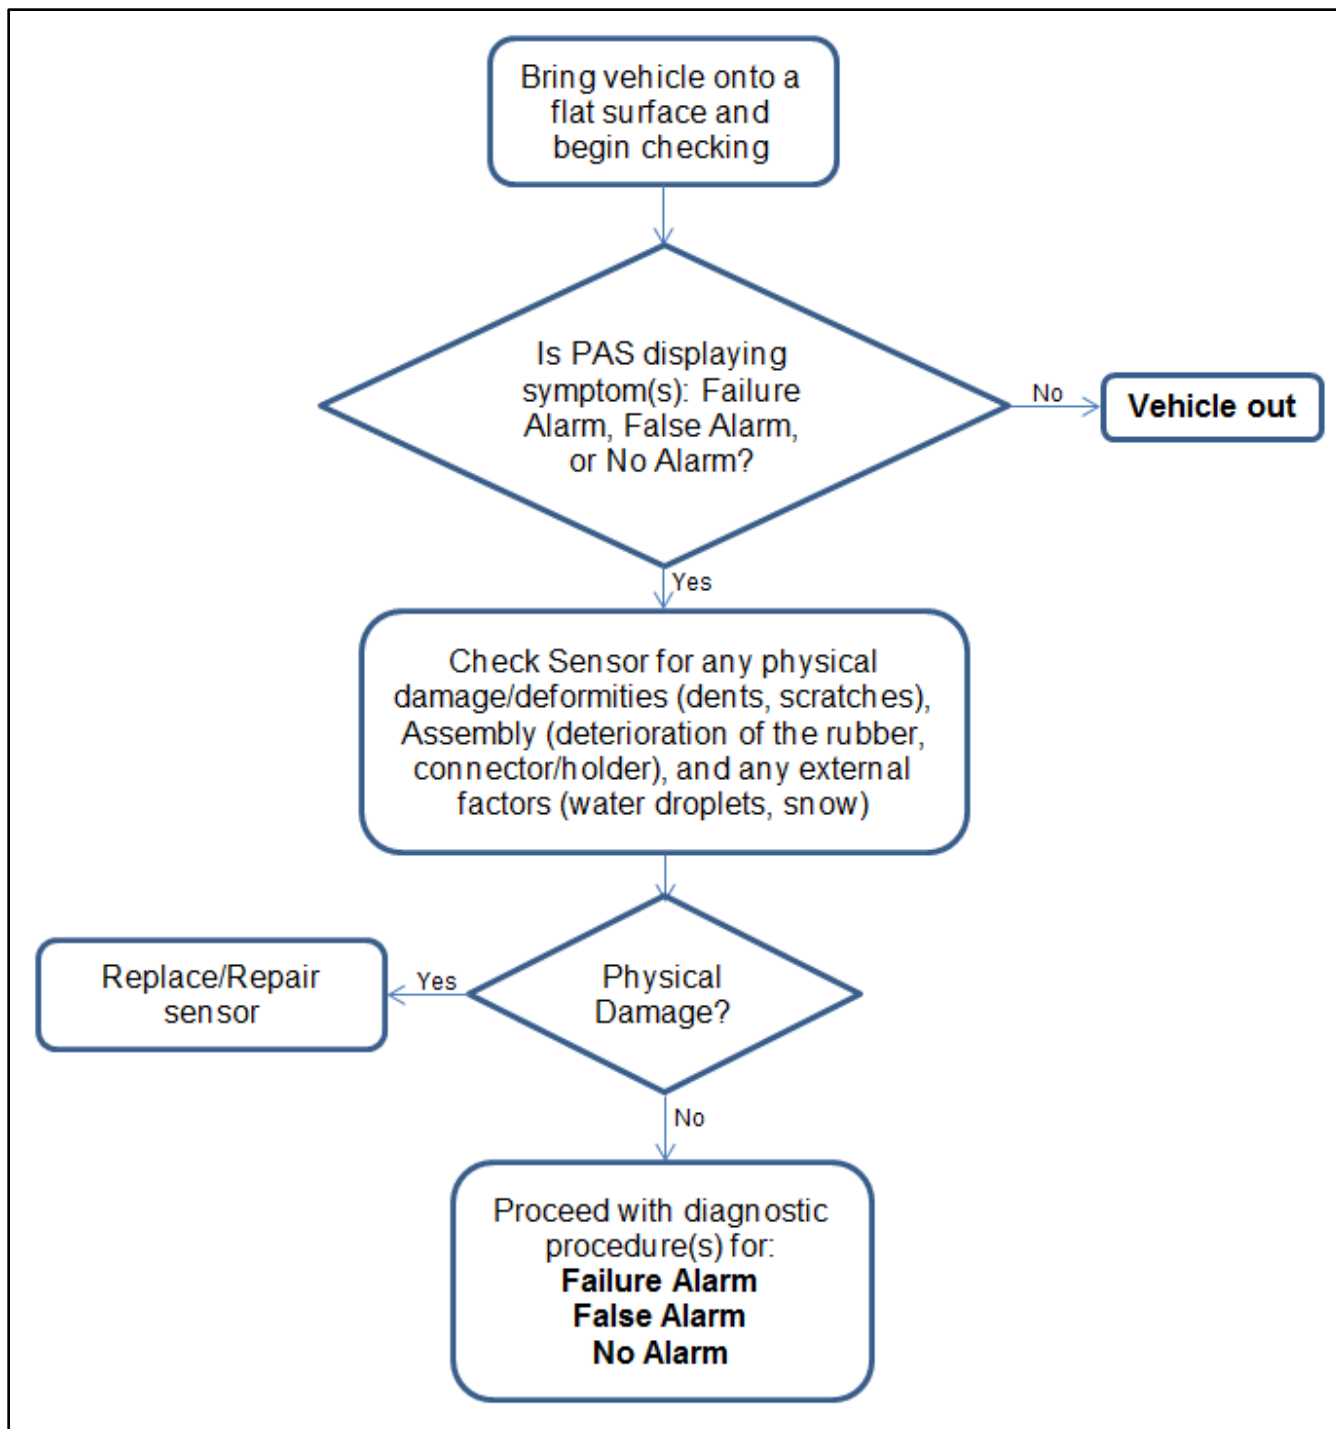 Bring vehicle onto a
flat surface and
begin checking
Is PAS displaying
symptom(s): Failure
Alarm, False Alarm,
or No Alarm?
No
Vehicle out
Yes
Check Sensor for any physical
damage/deformities (dents, scratches),
Assembly (deterioration of the rubber,
connector/holder), and any external
factors (water droplets, snow)
Physical
Damage?
Yes
Replace/Repair
sensor
No
Proceed with diagnostic
procedure(s) for:
Failure Alarm
False Alarm
No Alarm